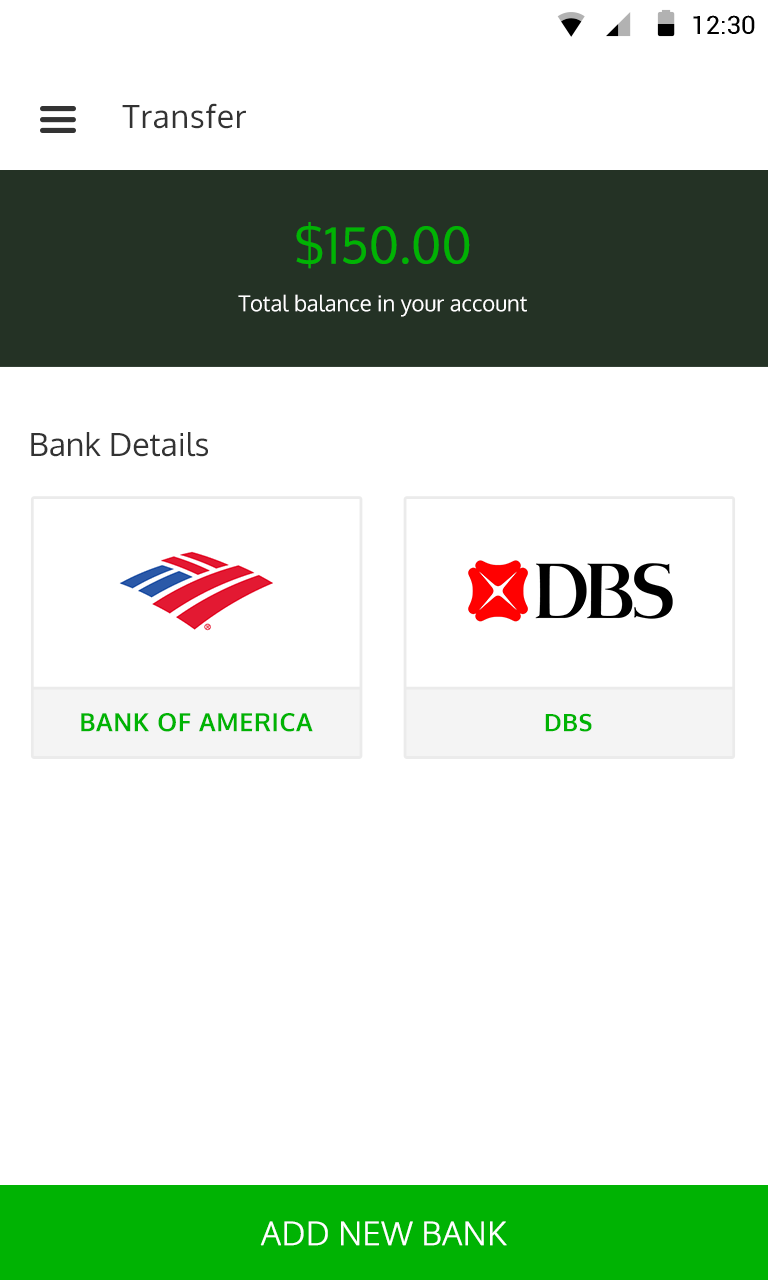 12:30
Transfer
$150.00
Total balance in your account
Bank Details
DBS
BANK OF AMERICA
DBS
ADD NEW BANK